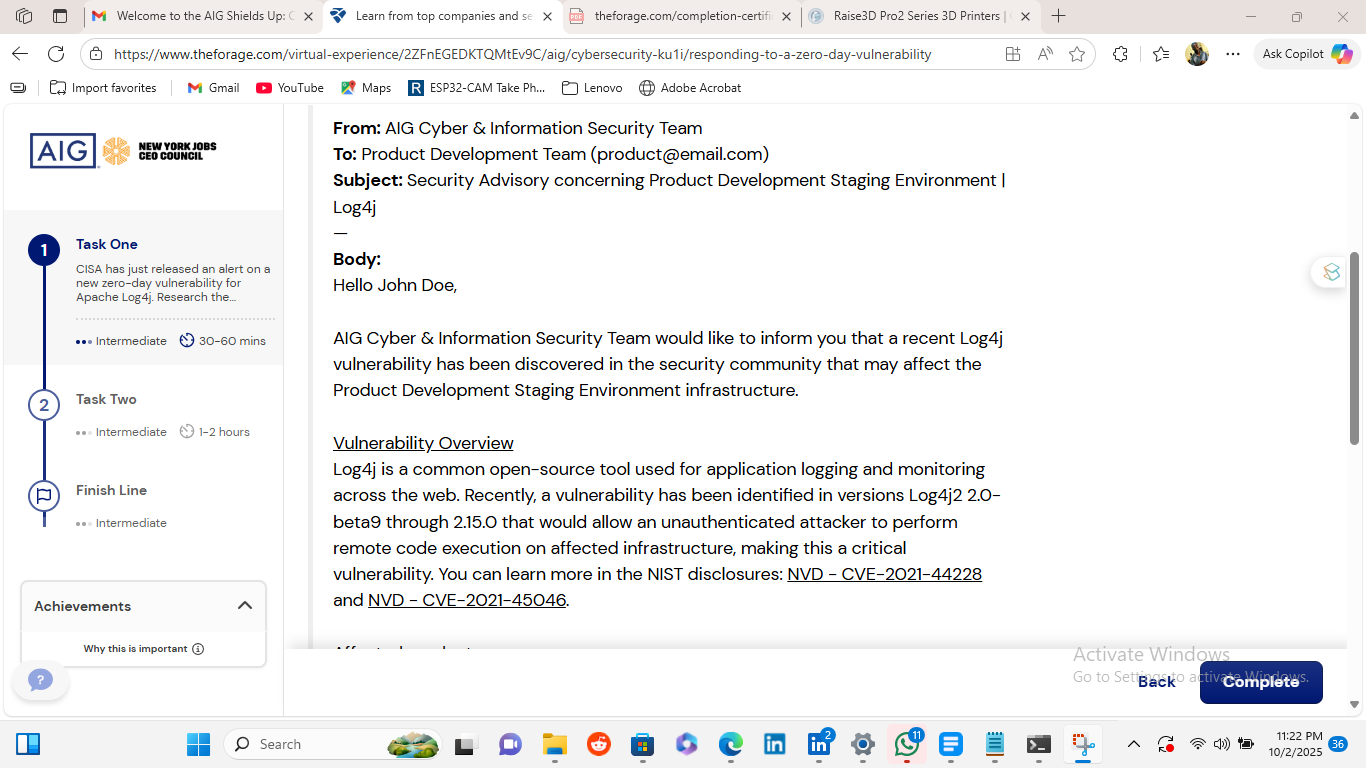 Welcome to the AIG Shields Up: C
Learn from top companies and se
theforage.com/completion-certifi
Raise3D Pro2 Series 3D Printers |
https://www.theforage.com/virtual-experience/2ZFnEGEDKTQMtEv9C/aig/cybersecurity-ku1i/responding-to-a-zero-day-vulnerability
Ask Copilot
Import favorites
Gmail
YouTube
Maps
ESP32-CAM Take Ph...
Lenovo
Adobe Acrobat
AIG
NEW YORK JOBS
CEO COUNCIL
1
Task One
CISA has just released an alert on a
new zero-day vulnerability for
Apache Log4j. Research the...
Intermediate 30-60 mins
2
Task Two
Intermediate 1-2 hours
Finish Line
Intermediate
Achievements
Why this is important
From: AIG Cyber & Information Security Team
To: Product Development Team (product@email.com)
Subject: Security Advisory concerning Product Development Staging Environment |
Log4j
—
Body:
Hello John Doe,
AIG Cyber & Information Security Team would like to inform you that a recent Log4j
vulnerability has been discovered in the security community that may affect the
Product Development Staging Environment infrastructure.
Vulnerability Overview
Log4j is a common open-source tool used for application logging and monitoring
across the web. Recently, a vulnerability has been identified in versions Log4j2 2.0-
beta9 through 2.15.0 that would allow an unauthenticated attacker to perform
remote code execution on affected infrastructure, making this a critical
vulnerability. You can learn more in the NIST disclosures: NVD - CVE-2021-44228
and NVD - CVE-2021-45046.
Activate Windows
Go to Settings to activate Windows.
Back
Complete
Search
2
11
11:22 PM
10/2/2025
36